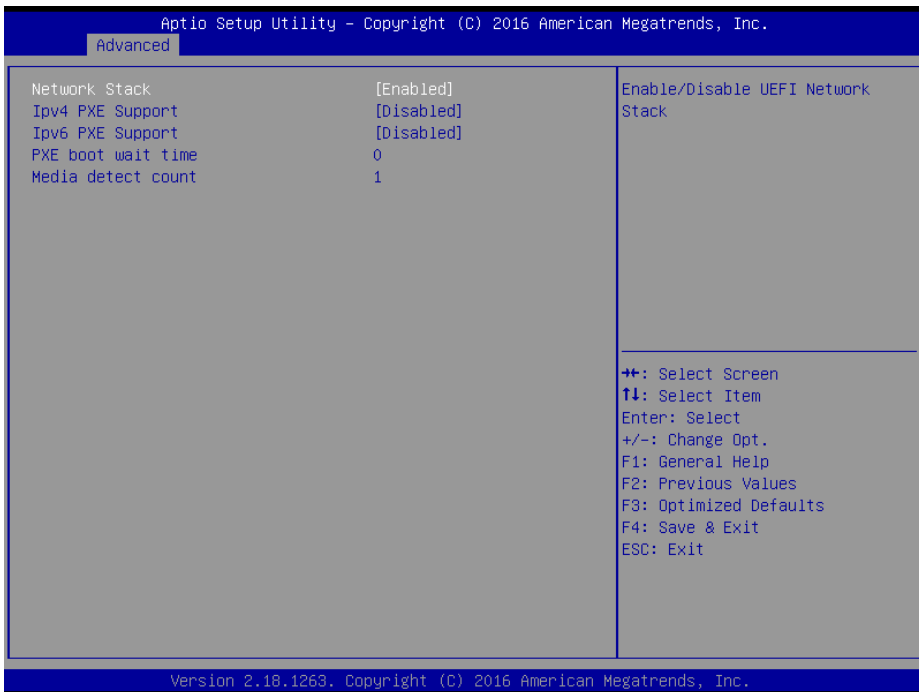 Aptio Setup Utility – Copyright (C) 2016 American Megatrends, Inc.
Advanced
Network Stack [Enabled]
Ipv4 PXE Support [Disabled]
Ipv6 PXE Support [Disabled]
PXE boot wait time 0
Media detect count 1
Enable/Disable UEFI Network
Stack
→←: Select Screen
↑↓: Select Item
Enter: Select
+/-: Change Opt.
F1: General Help
F2: Previous Values
F3: Optimized Defaults
F4: Save & Exit
ESC: Exit
Version 2.18.1263. Copyright (C) 2016 American Megatrends, Inc.